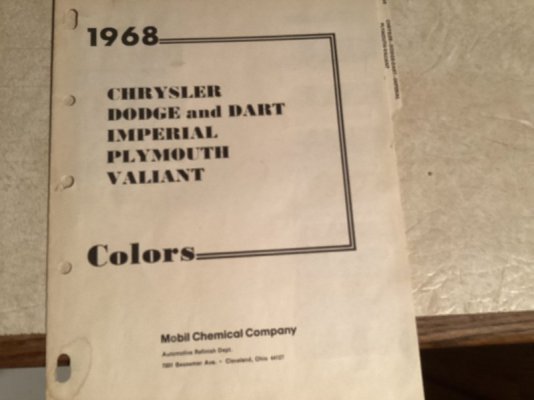 1968
CHRYSLER
DODGE and DART
IMPERIAL
PLYMOUTH
VALIANT
Colors
Mobil Chemical Company
Automotive Refinish Dept.
Cleveland, Ohio